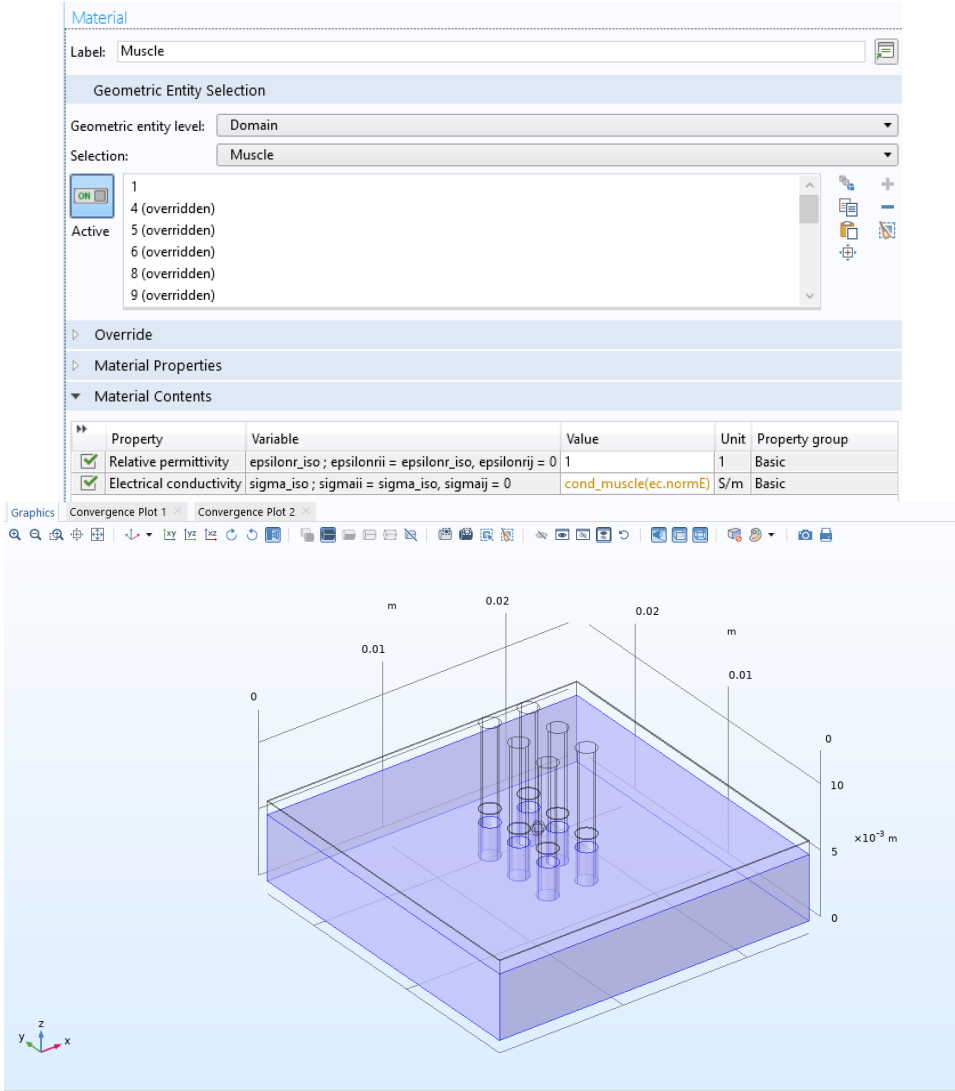 Material
Label: Muscle
Geometric Entity Selection
Geometric entity level: Domain
Selection: Muscle
ON
Active
1
4 (overridden)
5 (overridden)
6 (overridden)
8 (overridden)
9 (overridden)
Override
Material Properties
Material Contents
Property Variable Value Unit Property group
Relative permittivity epsilonr_iso ; epsilonrii = epsilonr_iso, epsilonrij = 0 1 1 Basic
Electrical conductivity sigma_iso ; sigmaii = sigma_iso, sigmaij = 0 cond_muscle(ec.normE) S/m Basic
Graphics Convergence Plot 1 × Convergence Plot 2 ×
xy yz xz
m 0.02 0.02
m
0.01
0.01
0
0
10
×10⁻³ m
5
0
z
y x